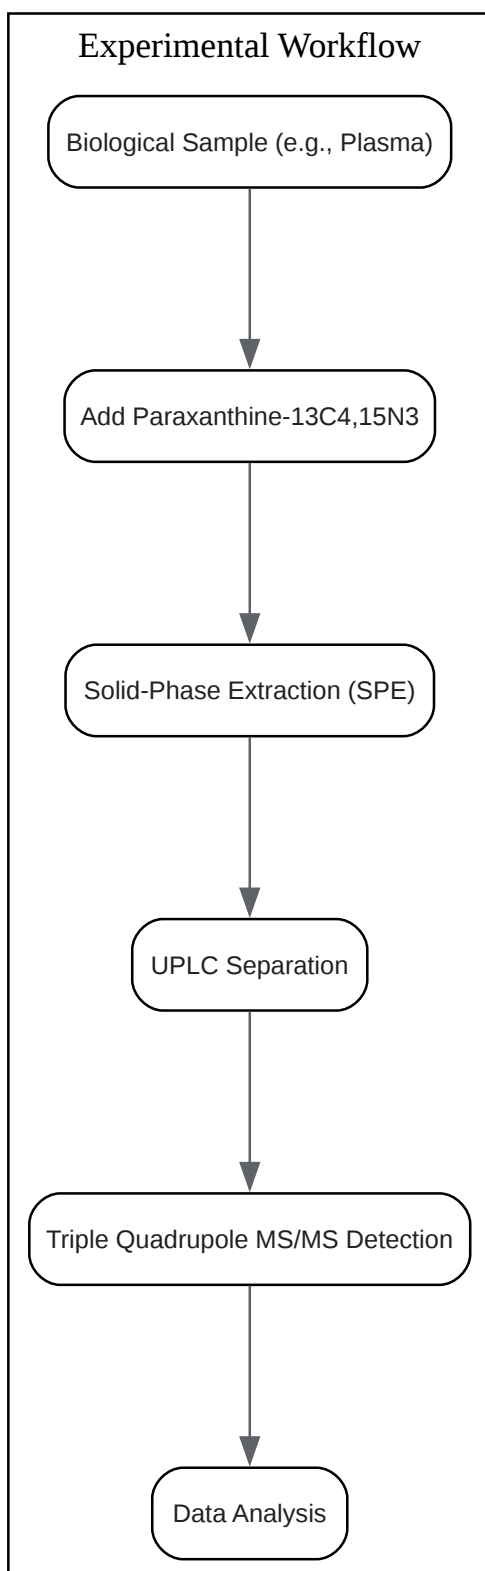 Experimental Workflow
Biological Sample (e.g., Plasma)
Add Paraxanthine-13C4,15N3
Solid-Phase Extraction (SPE)
UPLC Separation
Triple Quadrupole MS/MS Detection
Data Analysis